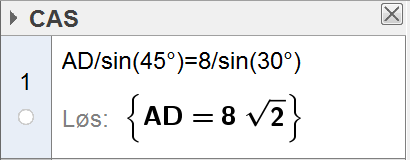 CAS
1
AD/sin(45°)=8/sin(30°)
Løs: {AD = 8 √2}